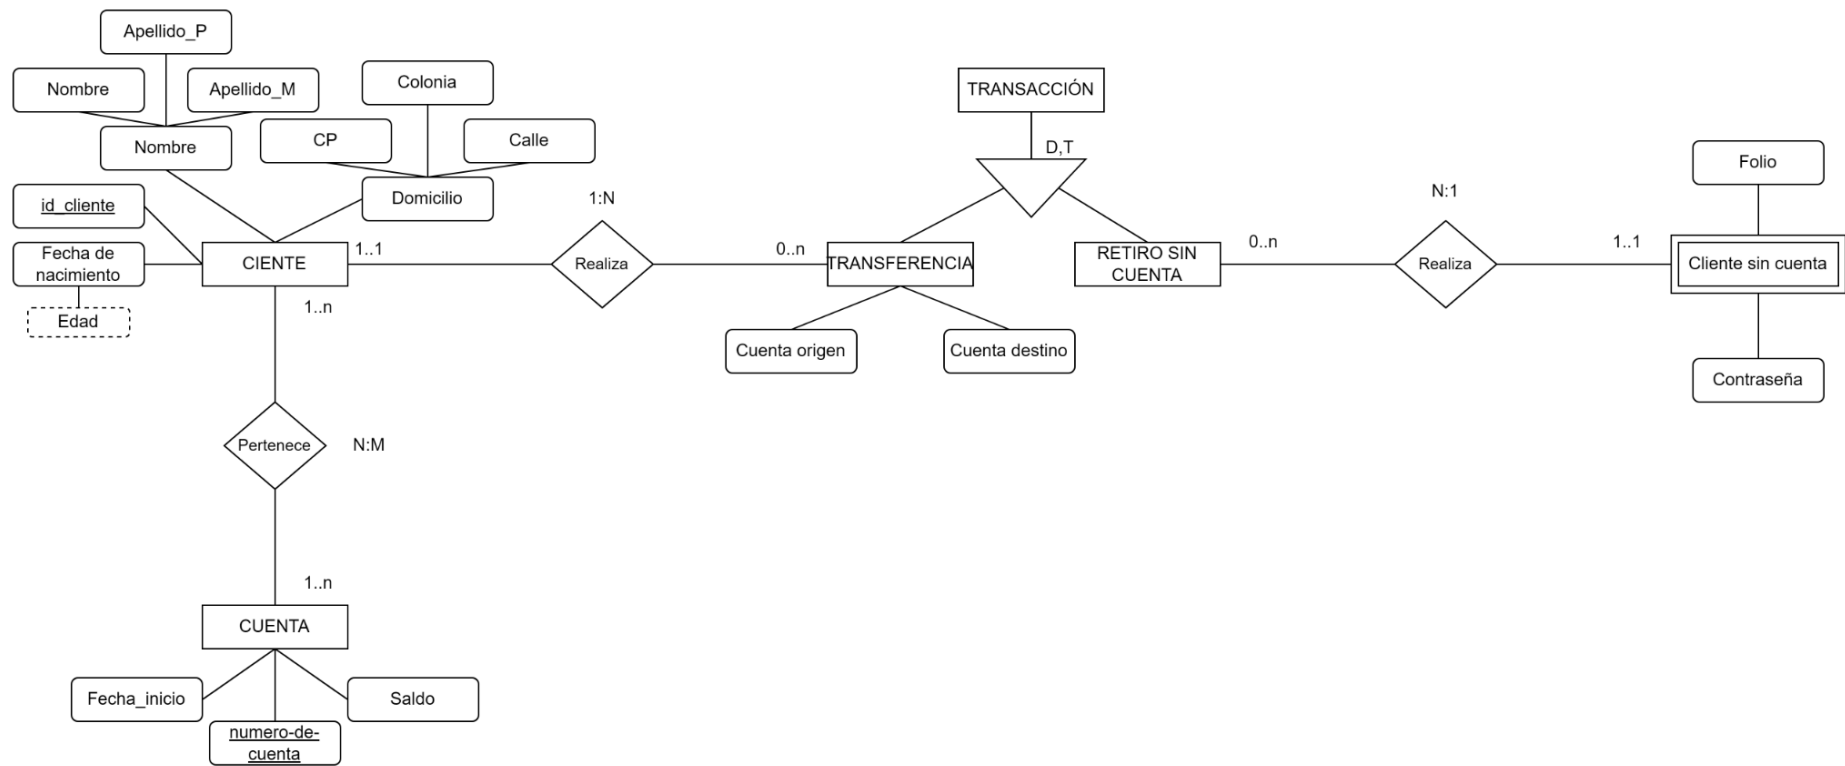 Apellido_P
Nombre
Apellido_M
Nombre
Colonia
CP
Calle
Domicilio
id_cliente
Fecha de
nacimiento
Edad
CIENTE
1..1
1..n
1:N
Realiza
0..n
TRANSACCIÓN
D,T
TRANSFERENCIA
RETIRO SIN
CUENTA
Cuenta origen
Cuenta destino
0..n
N:1
Realiza
1..1
Folio
Cliente sin cuenta
Contraseña
Pertenece
N:M
1..n
CUENTA
Fecha_inicio
Saldo
numero-de-
cuenta